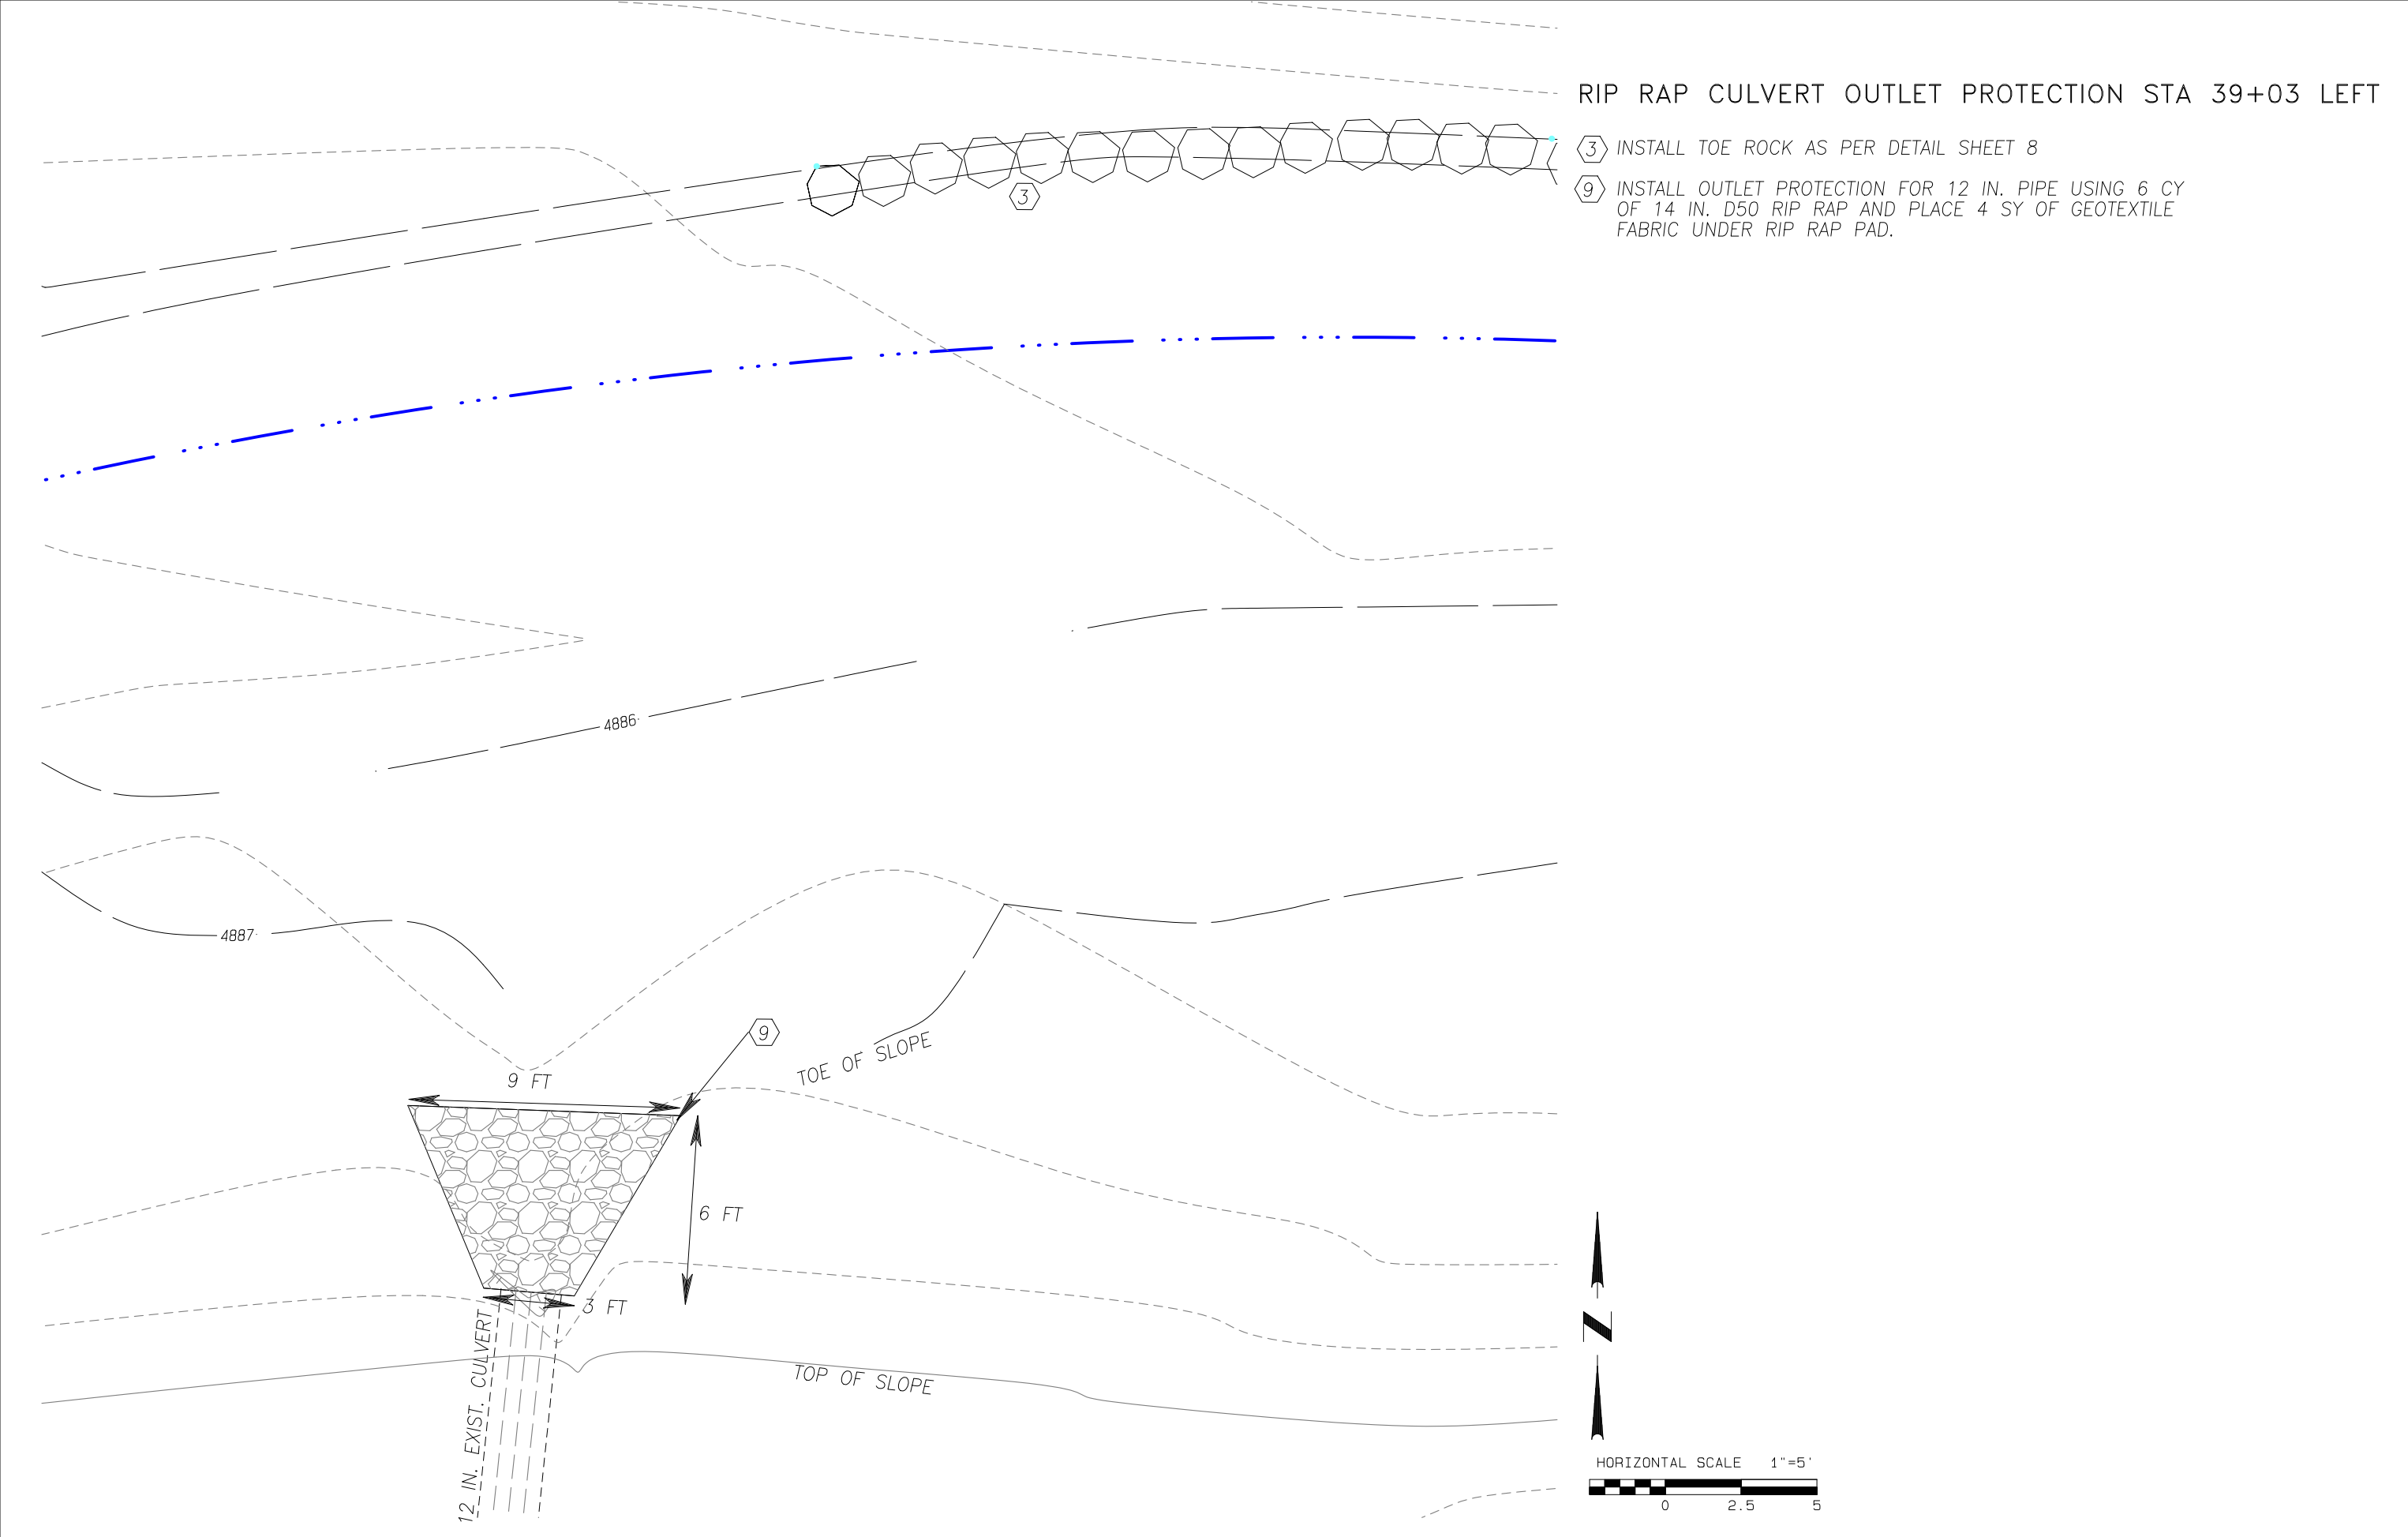 RIP RAP CULVERT OUTLET PROTECTION STA 39+03 LEFT
3 INSTALL TOE ROCK AS PER DETAIL SHEET 8
9 INSTALL OUTLET PROTECTION FOR 12 IN. PIPE USING 6 CY
OF 14 IN. D50 RIP RAP AND PLACE 4 SY OF GEOTEXTILE
FABRIC UNDER RIP RAP PAD.
3
4886
4887
9
TOE OF SLOPE
9 FT
6 FT
3 FT
12 IN. EXIST. CULVERT
TOP OF SLOPE
N
HORIZONTAL SCALE 1"=5'
0 2.5 5